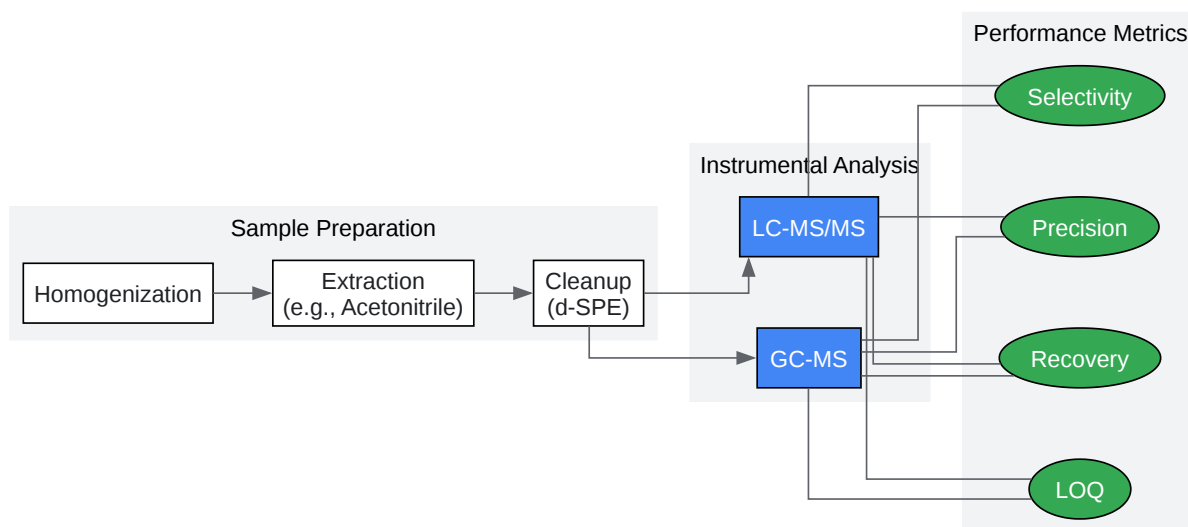 Performance Metrics
Selectivity
Instrumental Analysis
LC-MS/MS
Precision
Sample Preparation
Homogenization
Extraction
(e.g., Acetonitrile)
Cleanup
(d-SPE)
GC-MS
Recovery
LOQ